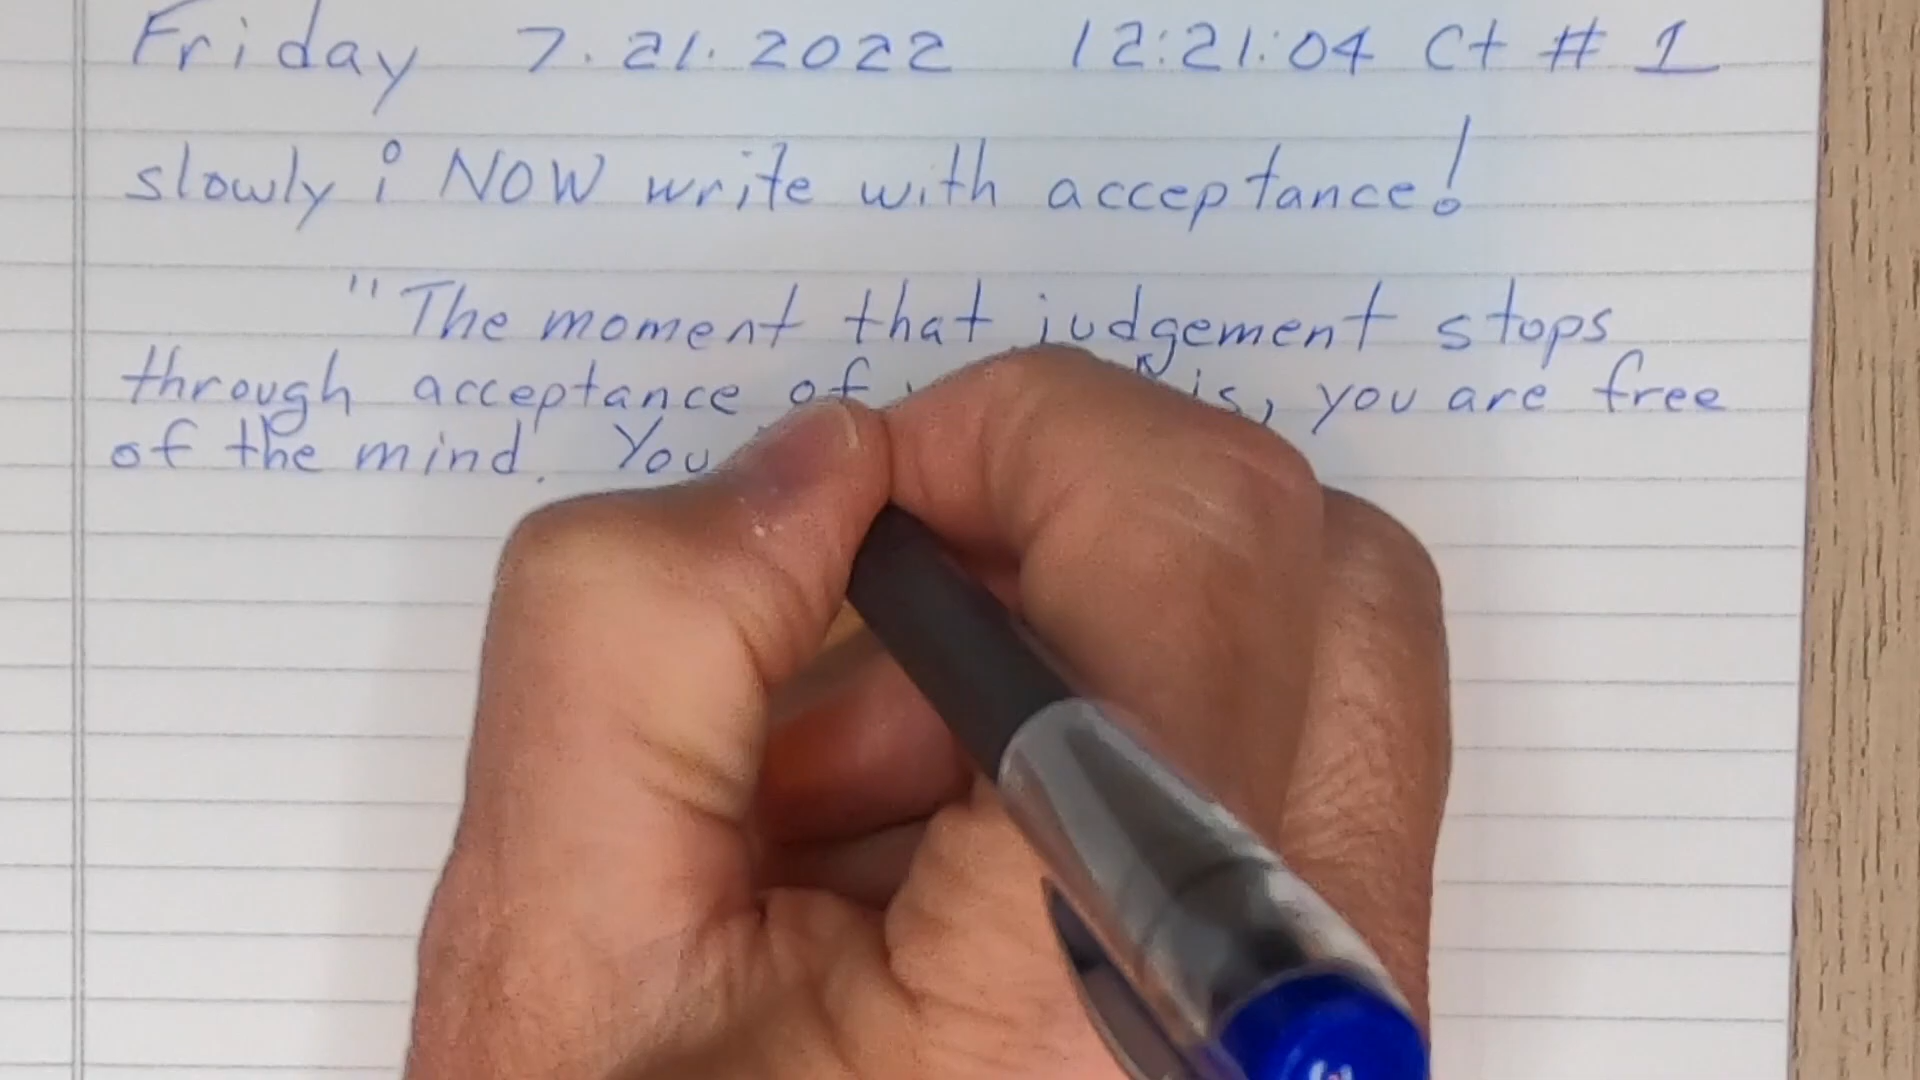 Friday 7.21.2022 12:21:04 Ct # 1
slowly i NOW write with acceptance!
"The moment that judgement stops
through acceptance of is, you are free
of the mind. You